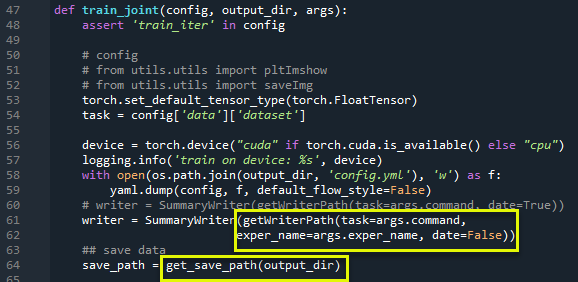 47 def train_joint(config, output_dir, args):
48 assert 'train_iter' in config
49
50 # config
51 # from utils.utils import pltImshow
52 # from utils.utils import saveImg
53 torch.set_default_tensor_type(torch.FloatTensor)
54 task = config['data']['dataset']
55
56 device = torch.device("cuda" if torch.cuda.is_available() else "cpu")
57 logging.info('train on device: %s', device)
58 with open(os.path.join(output_dir, 'config.yml'), 'w') as f:
59 yaml.dump(config, f, default_flow_style=False)
60 # writer = SummaryWriter(getWriterPath(task=args.command, date=True))
61 writer = SummaryWriter(getWriterPath(task=args.command,
62 exper_name=args.exper_name, date=False))
63 ## save data
64 save_path = get_save_path(output_dir)
65